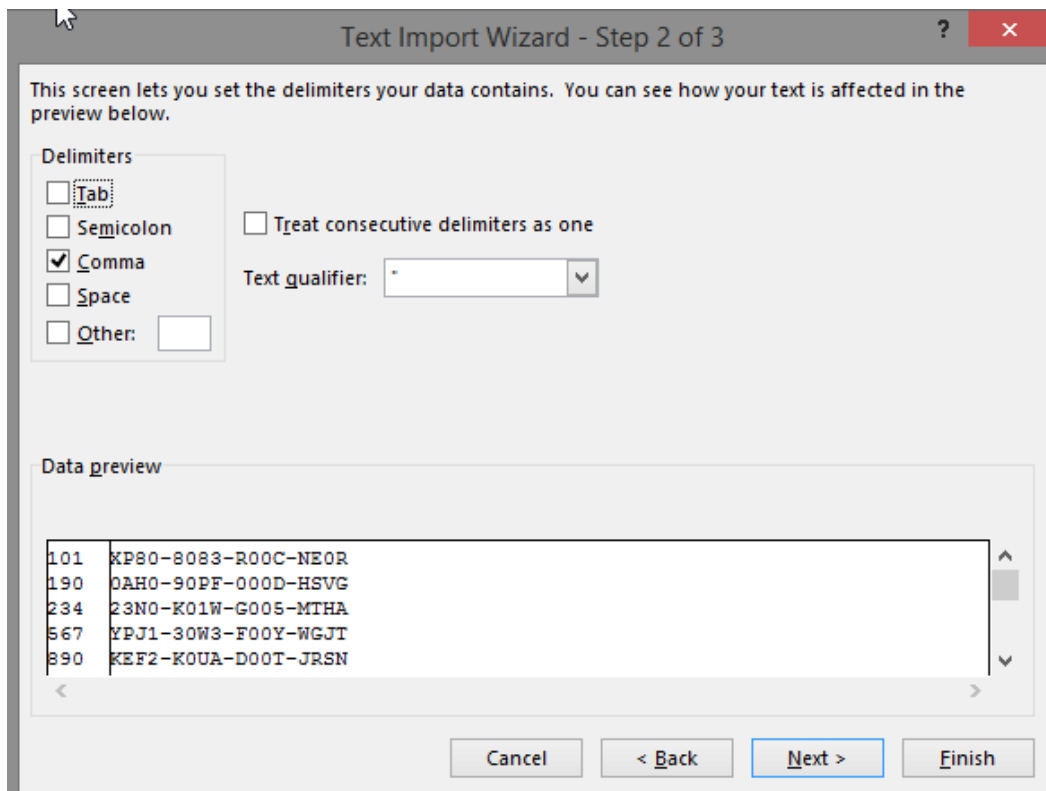 Text Import Wizard - Step 2 of 3
?
×
This screen lets you set the delimiters your data contains. You can see how your text is affected in the
preview below.
Delimiters
Tab
Semicolon
Comma
Space
Other:
Treat consecutive delimiters as one
Text qualifier: "
Data preview
101 XP80-8083-R00C-NE0R
190 0AH0-90PF-000D-HSVG
234 23N0-K01W-G005-MTHA
567 YPJ1-30W3-F00Y-WGJT
890 KEF2-K0UA-D00T-JRSN
Cancel
< Back
Next >
Finish